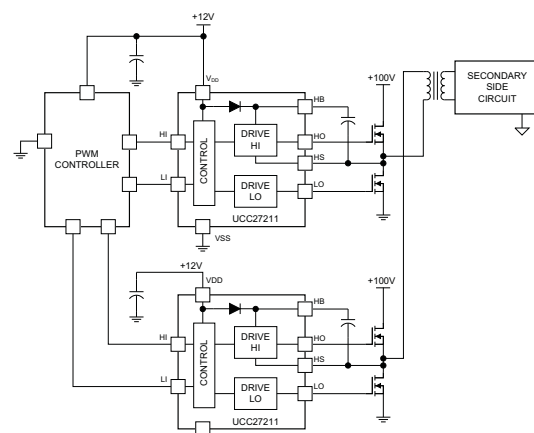 +12V
VDD
+100V
SECONDARY
SIDE
CIRCUIT
PWM
CONTROLLER
HI
LI
CONTROL
DRIVE
HI
DRIVE
LO
HB
HO
HS
LO
UCC27211
VSS
+12V
VDD
+100V
HI
LI
CONTROL
DRIVE
HI
DRIVE
LO
HB
HO
HS
LO
UCC27211